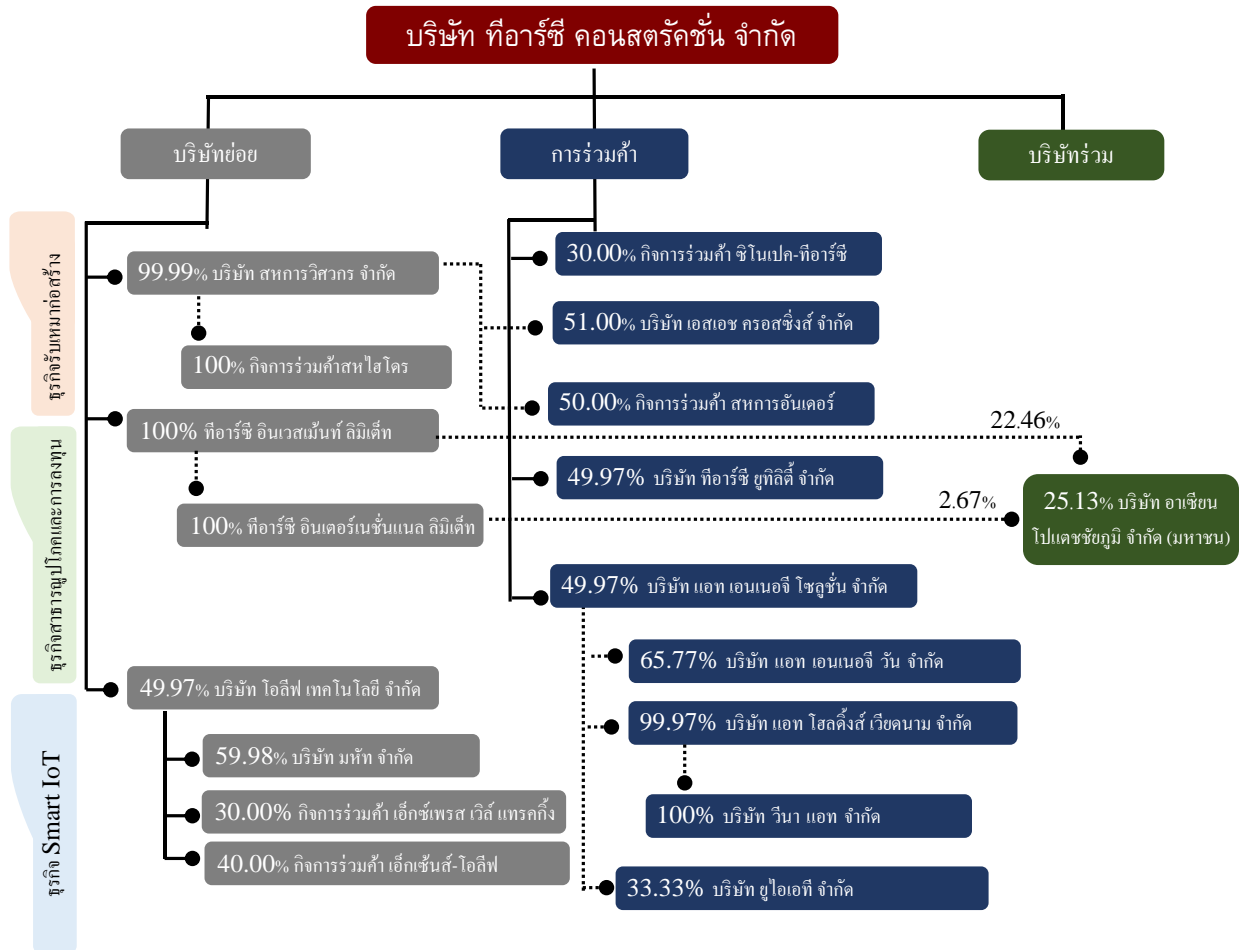 บริษัท ทีอาร์ซี คอนสตรัคชั่น จำกัด
บริษัทย่อย
การร่วมค้า
บริษัทร่วม
ธุรกิจรับเหมาก่อสร้าง
ธุรกิจสาธารณูปโภคและการลงทุน
ธุรกิจ Smart IoT
99.99% บริษัท สหการวิศวกร จำกัด
100% กิจการร่วมค้าสหไฮโดร
100% ทีอาร์ซี อินเวสเม้นท์ ลิมิเต็ท
100% ทีอาร์ซี อินเตอร์เนชั่นแนล ลิมิเต็ท
49.97% บริษัท โอลีฟ เทคโนโลยี จำกัด
59.98% บริษัท มหัท จำกัด
30.00% กิจการร่วมค้า เอ็กซ์เพรส เวิล์ แทรคกิ้ง
40.00% กิจการร่วมค้า เอ็กเซ้นส์-โอลีฟ
30.00% กิจการร่วมค้า ซิโนเปค-ทีอาร์ซี
51.00% บริษัท เอสเอช ครอสซิ่งส์ จำกัด
50.00% กิจการร่วมค้า สหการอันเดอร์
49.97% บริษัท ทีอาร์ซี ยูทิลิตี้ จำกัด
49.97% บริษัท แอท เอนเนอจี โซลูชั่น จำกัด
65.77% บริษัท แอท เอนเนอจี วัน จำกัด
99.97% บริษัท แอท โฮลดิ้งส์ เวียดนาม จำกัด
100% บริษัท วีนา แอท จำกัด
33.33% บริษัท ยูไอเอที จำกัด
22.46%
2.67%
25.13% บริษัท อาเซียน
โปแตชชัยภูมิ จำกัด (มหาชน)